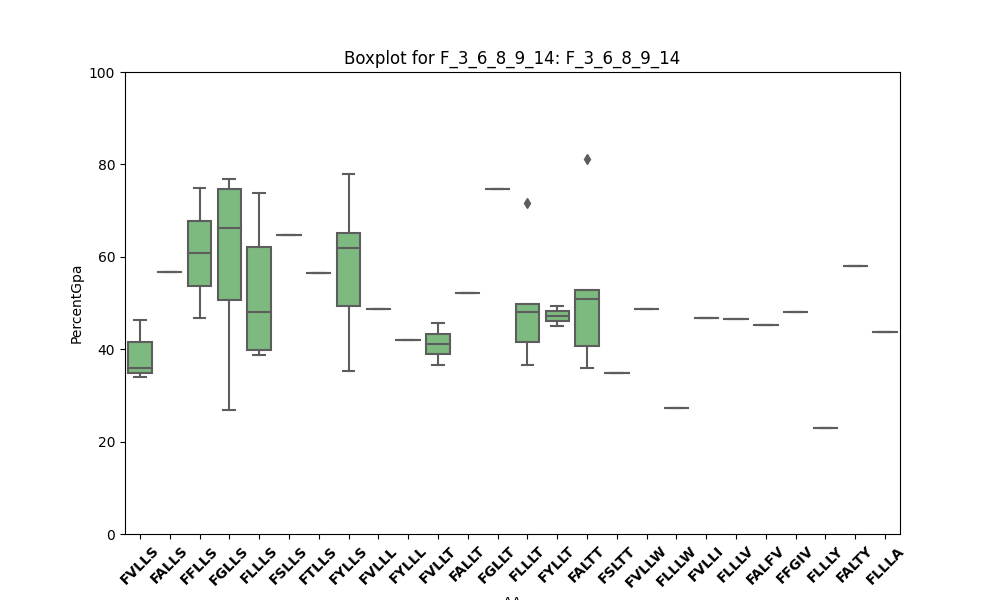 Boxplot for F_3_6_8_9_14: F_3_6_8_9_14
PercentGpa
100
80
60
40
20
0
FVLLS
FALLS
FFLLS
FGLLS
FLLLS
FSLLS
FTLLS
FYLLS
FVLLL
FYLLL
FVLLT
FALLT
FGLLT
FLLLT
FYLLT
FALTT
FSLTT
FVLLW
FLLLW
FVLLI
FLLLV
FALFV
FFGIV
FLLLY
FALTY
FLLLA